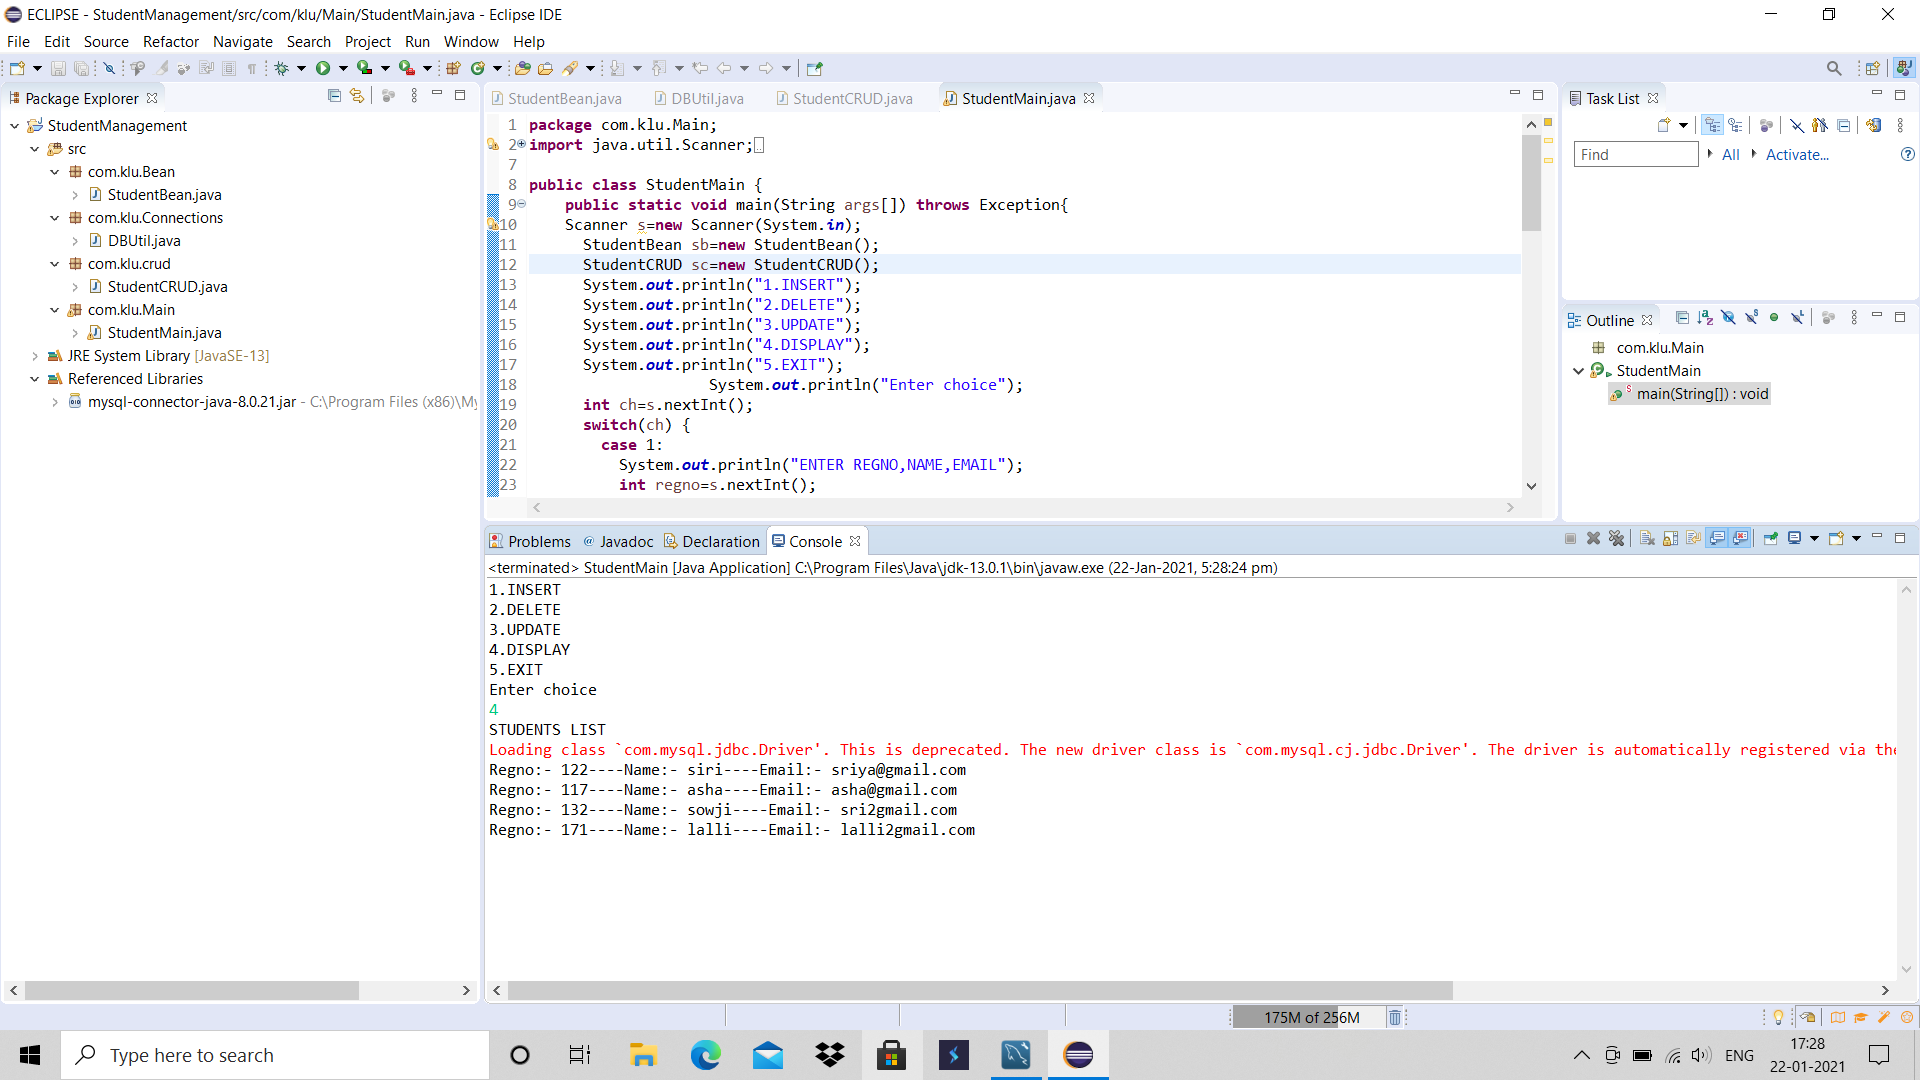 ECLIPSE - StudentManagement/src/com/klu/Main/StudentMain.java - Eclipse IDE
File Edit Source Refactor Navigate Search Project Run Window Help
Package Explorer
StudentManagement
src
com.klu.Bean
StudentBean.java
com.klu.Connections
DBUtil.java
com.klu.crud
StudentCRUD.java
com.klu.Main
StudentMain.java
JRE System Library [JavaSE-13]
Referenced Libraries
mysql-connector-java-8.0.21.jar - C:\Program Files (x86)\My
StudentBean.java DBUtil.java StudentCRUD.java StudentMain.java
1 package com.klu.Main;
2 import java.util.Scanner;
7
8 public class StudentMain {
9 public static void main(String args[]) throws Exception{
10 Scanner s=new Scanner(System.in);
11 StudentBean sb=new StudentBean();
12 StudentCRUD sc=new StudentCRUD();
13 System.out.println("1.INSERT");
14 System.out.println("2.DELETE");
15 System.out.println("3.UPDATE");
16 System.out.println("4.DISPLAY");
17 System.out.println("5.EXIT");
18 System.out.println("Enter choice");
19 int ch=s.nextInt();
20 switch(ch) {
21 case 1:
22 System.out.println("ENTER REGNO,NAME,EMAIL");
23 int regno=s.nextInt();
Task List
Find All Activate...
Outline
com.klu.Main
StudentMain
main(String[]) : void
Problems Javadoc Declaration Console
<terminated> StudentMain [Java Application] C:\Program Files\Java\jdk-13.0.1\bin\javaw.exe (22-Jan-2021, 5:28:24 pm)
1.INSERT
2.DELETE
3.UPDATE
4.DISPLAY
5.EXIT
Enter choice
4
STUDENTS LIST
Loading class `com.mysql.jdbc.Driver'. This is deprecated. The new driver class is `com.mysql.cj.jdbc.Driver'. The driver is automatically registered via the
Regno:- 122----Name:- siri----Email:- sriya@gmail.com
Regno:- 117----Name:- asha----Email:- asha@gmail.com
Regno:- 132----Name:- sowji----Email:- sri2gmail.com
Regno:- 171----Name:- lalli----Email:- lalli2gmail.com
175M of 256M
Type here to search
ENG
17:28
22-01-2021